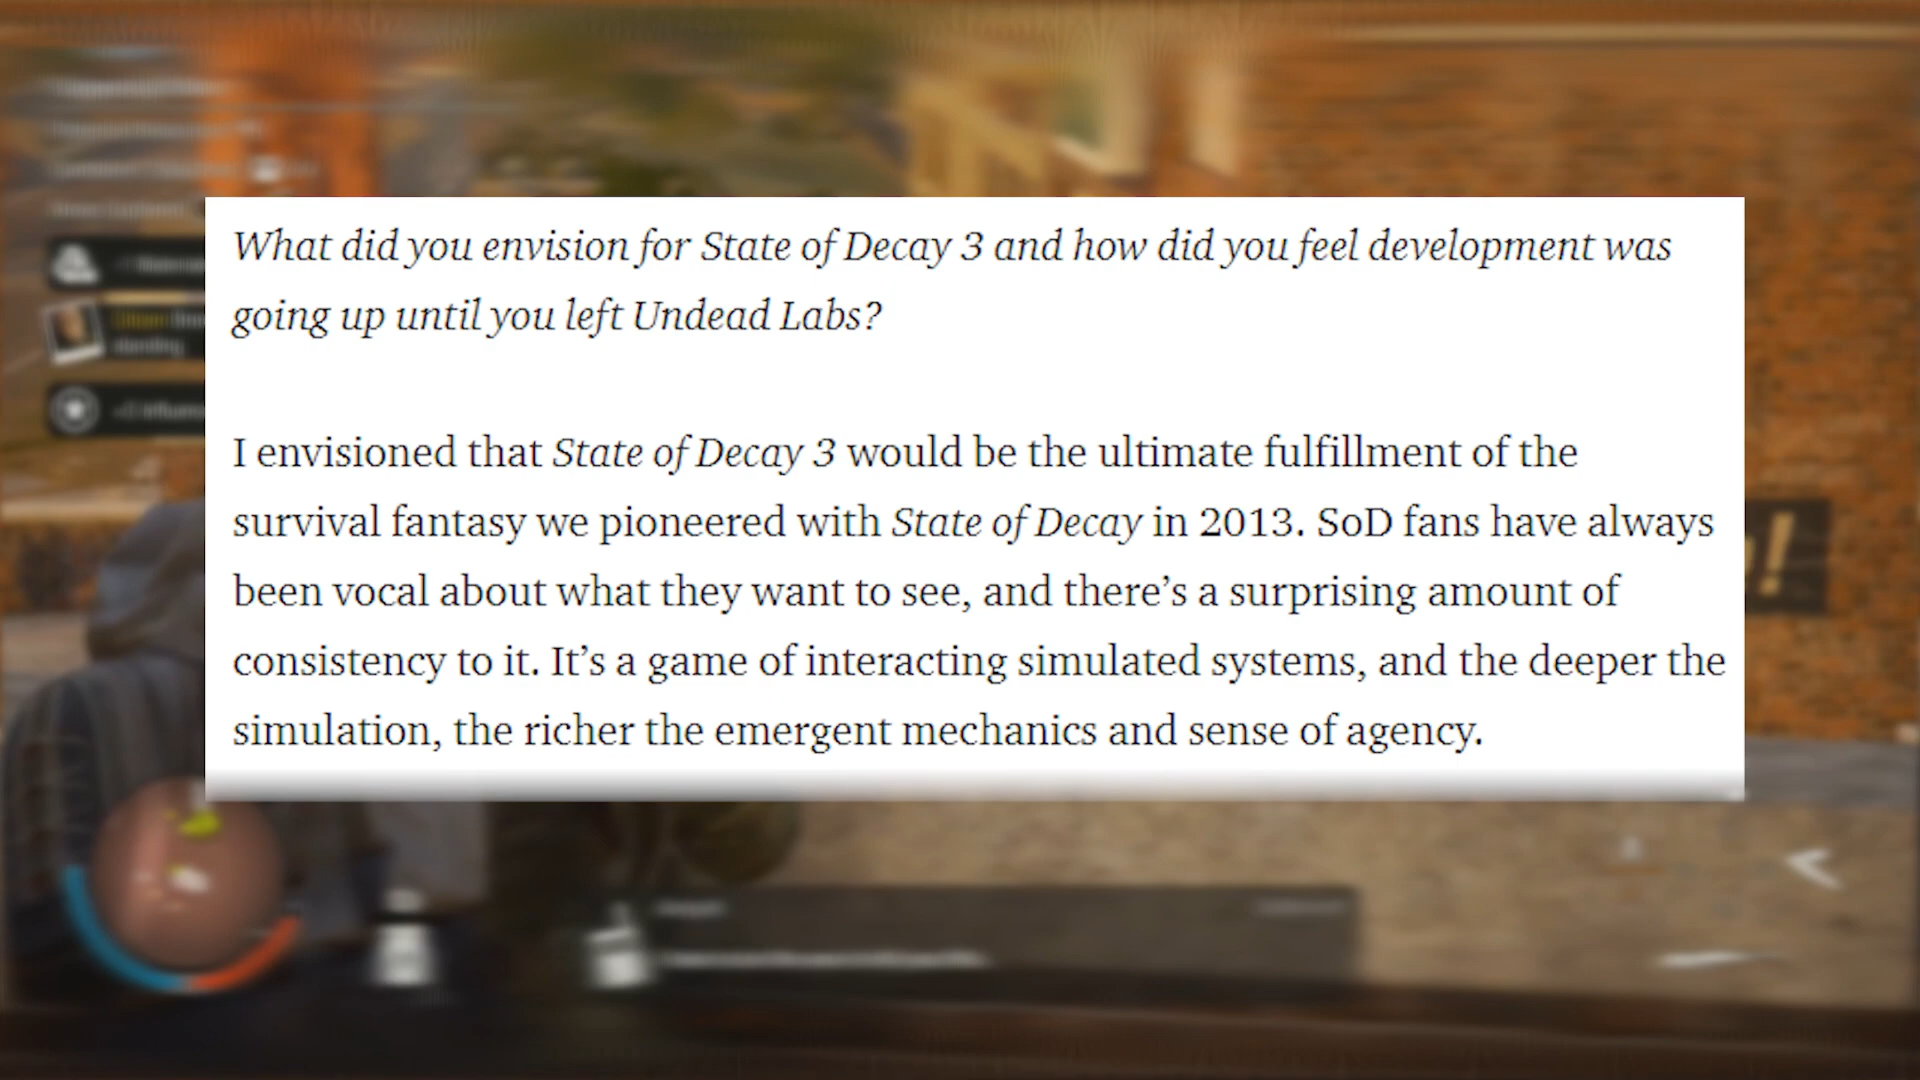 What did you envision for State of Decay 3 and how did you feel development was
going up until you left Undead Labs?
I envisioned that State of Decay 3 would be the ultimate fulfillment of the
survival fantasy we pioneered with State of Decay in 2013. SoD fans have always
been vocal about what they want to see, and there’s a surprising amount of
consistency to it. It’s a game of interacting simulated systems, and the deeper the
simulation, the richer the emergent mechanics and sense of agency.